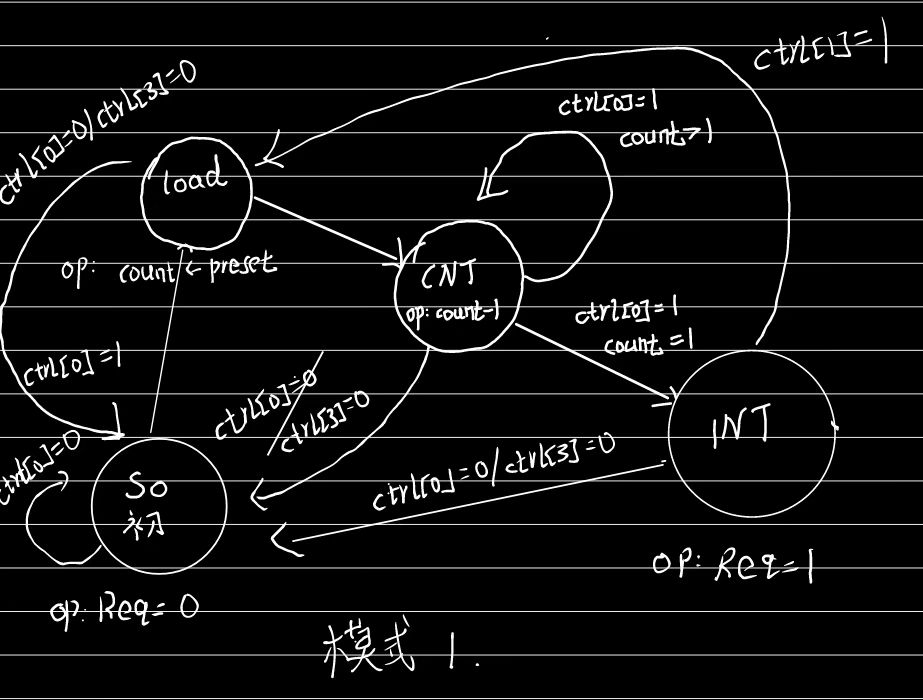 ctrl[1]=1
ctrl[0]=0/ctrl[3]=0
ctrl[0]=1
count>1
load
op: count ← preset
CNT
op: count-1
ctrl[0]=1
count=1
ctrl[0]=1
ctrl[0]=0
ctrl[3]=0
INT
ctrl[0]=0
ctrl[0]=0/ctrl[3]=0
S0
初
op: Req=1
op: Req=0
模式 1.